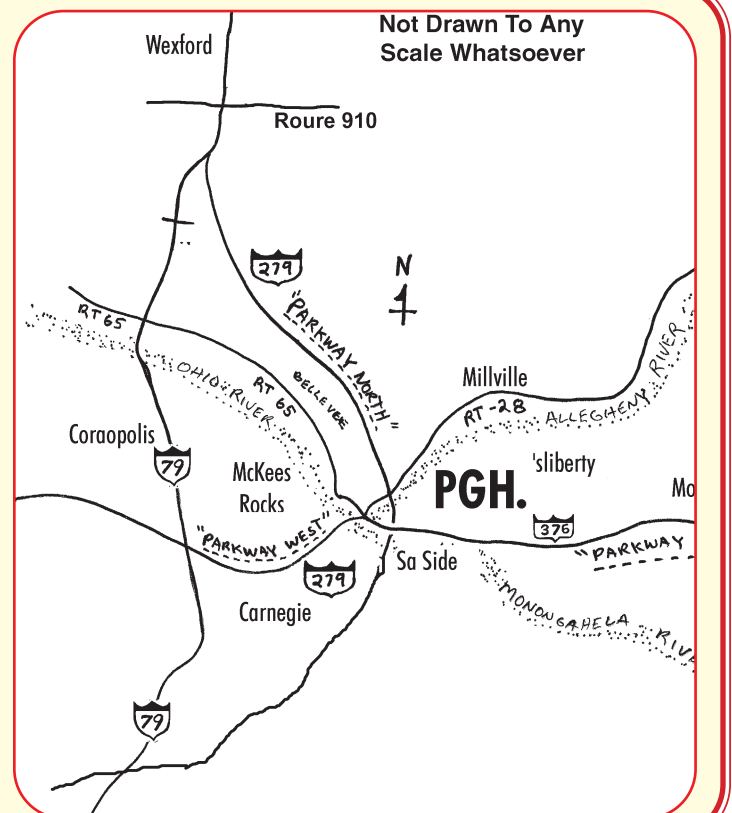 Not Drawn To Any
Scale Whatsoever
Wexford
Roure 910
279
N
"PARKWAY NORTH"
RT 65
OHIO RIVER
RT 65
BELLEVEE
Millville
RT-28
ALLEGHENY RIVER
Coraopolis
79
McKees
Rocks
PGH.
'sliberty
Mo
"PARKWAY WEST"
376
"PARKWAY
279
Sa Side
Carnegie
MONONGAHELA RIVE
79